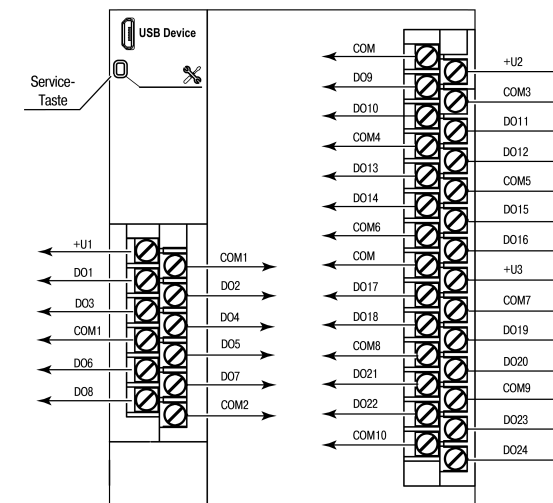 USB Device
Service-
Taste
+U1
DO1
DO3
COM1
DO6
DO8
COM1
DO2
DO4
DO5
DO7
COM2
COM
DO9
DO10
COM4
DO13
DO14
COM6
COM
DO17
DO18
COM8
DO21
DO22
COM10
+U2
COM3
DO11
DO12
COM5
DO15
DO16
+U3
COM7
DO19
DO20
COM9
DO23
DO24